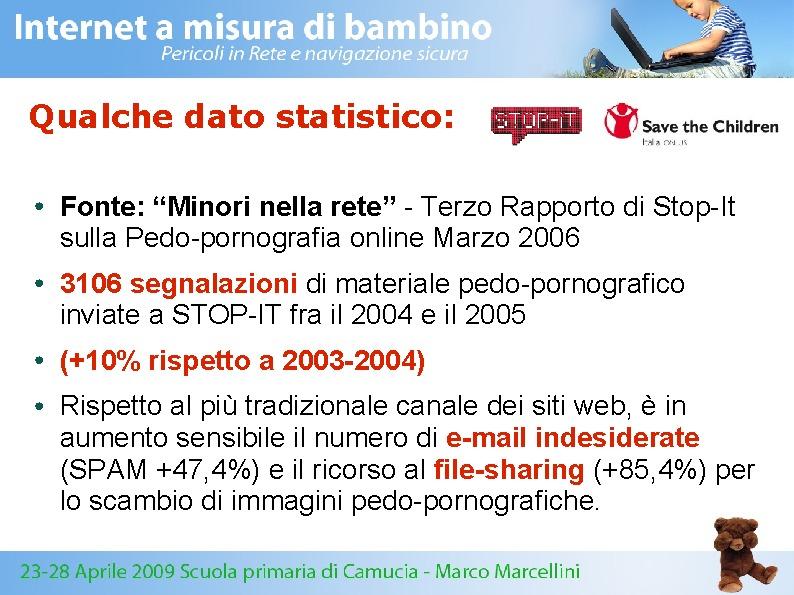 Internet a misura di bambino
Pericoli in Rete e navigazione sicura
Qualche dato statistico:
STOP-IT
Save the Children
Italia ONLUS
• Fonte: “Minori nella rete” - Terzo Rapporto di Stop-It
sulla Pedo-pornografia online Marzo 2006
• 3106 segnalazioni di materiale pedo-pornografico
inviate a STOP-IT fra il 2004 e il 2005
• (+10% rispetto a 2003-2004)
• Rispetto al più tradizionale canale dei siti web, è in
aumento sensibile il numero di e-mail indesiderate
(SPAM +47,4%) e il ricorso al file-sharing (+85,4%) per
lo scambio di immagini pedo-pornografiche.
23-28 Aprile 2009 Scuola primaria di Camucia - Marco Marcellini